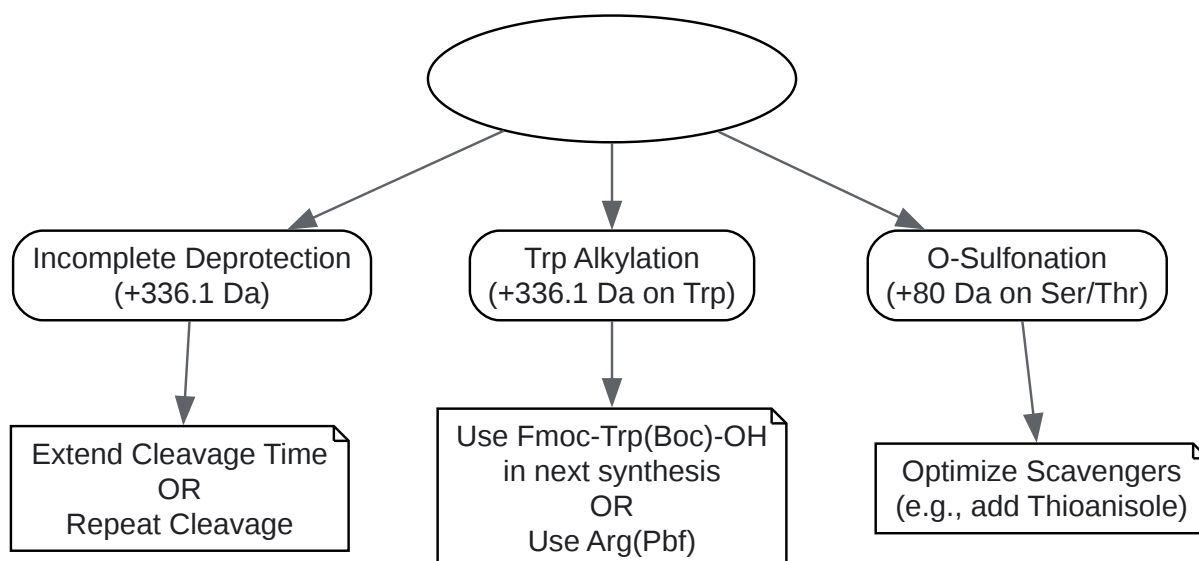 Incomplete Deprotection
(+336.1 Da)
Trp Alkylation
(+336.1 Da on Trp)
O-Sulfonation
(+80 Da on Ser/Thr)
Extend Cleavage Time
OR
Repeat Cleavage
Use Fmoc-Trp(Boc)-OH
in next synthesis
OR
Use Arg(Pbf)
Optimize Scavengers
(e.g., add Thioanisole)